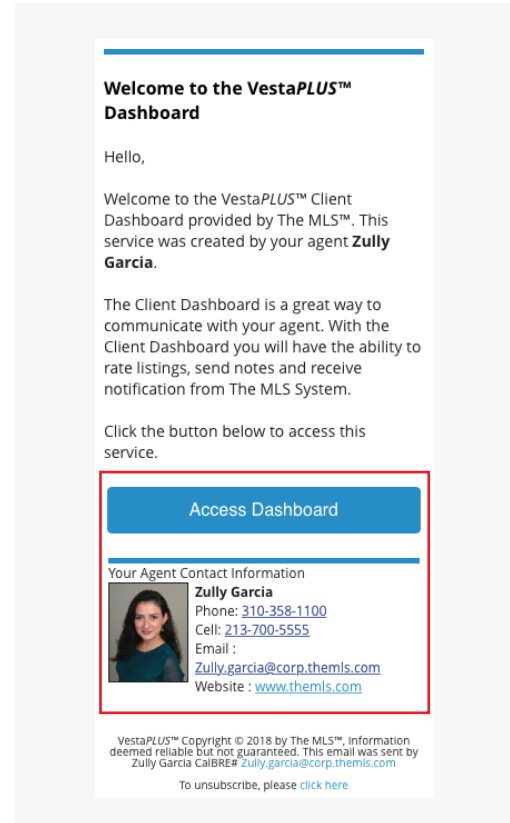 Welcome to the VestaPLUS™
Dashboard
Hello,
Welcome to the VestaPLUS™ Client
Dashboard provided by The MLS™. This
service was created by your agent Zully
Garcia.
The Client Dashboard is a great way to
communicate with your agent. With the
Client Dashboard you will have the ability to
rate listings, send notes and receive
notification from The MLS System.
Click the button below to access this
service.
Access Dashboard
Your Agent Contact Information
Zully Garcia
Phone: 310-358-1100
Cell: 213-700-5555
Email :
Zully.garcia@corp.themls.com
Website : www.themls.com
VestaPLUS™ Copyright © 2018 by The MLS™, Information
deemed reliable but not guaranteed. This email was sent by
Zully Garcia CalBRE# Zully.garcia@corp.themls.com
To unsubscribe, please click here